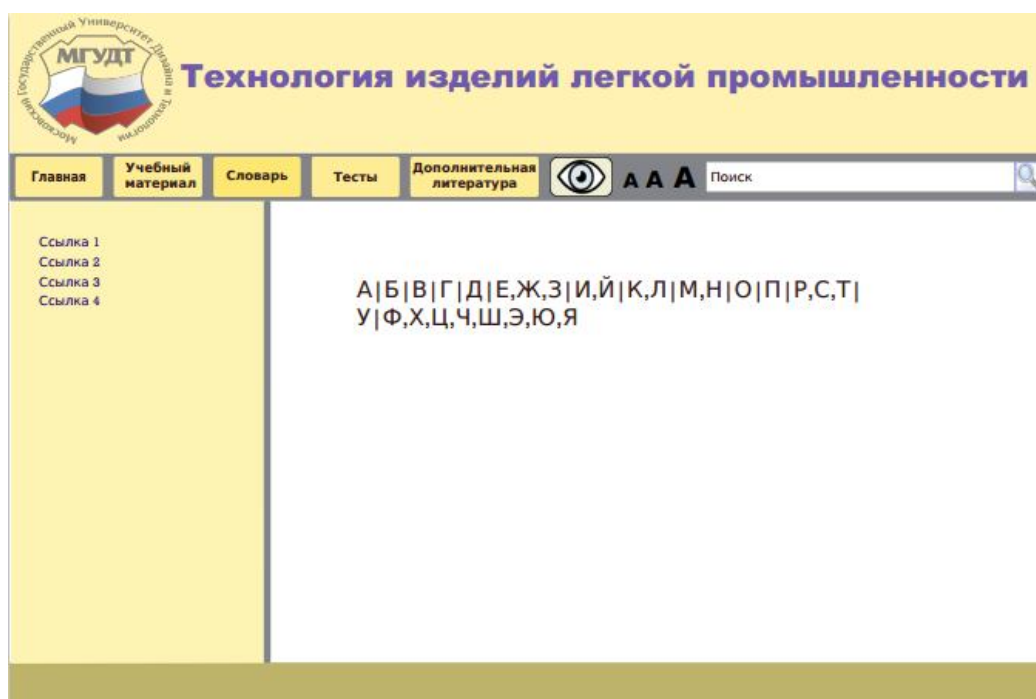 Московский Государственный Университет Дизайна и Технологии
МГУДТ
Технология изделий легкой промышленности
Главная
Учебный
материал
Словарь
Тесты
Дополнительная
литература
А А А
Поиск
Ссылка 1
Ссылка 2
Ссылка 3
Ссылка 4
А|Б|В|Г|Д|Е,Ж,З|И,Й|К,Л|М,Н|О|П|Р,С,Т|
У|Ф,Х,Ц,Ч,Ш,Э,Ю,Я